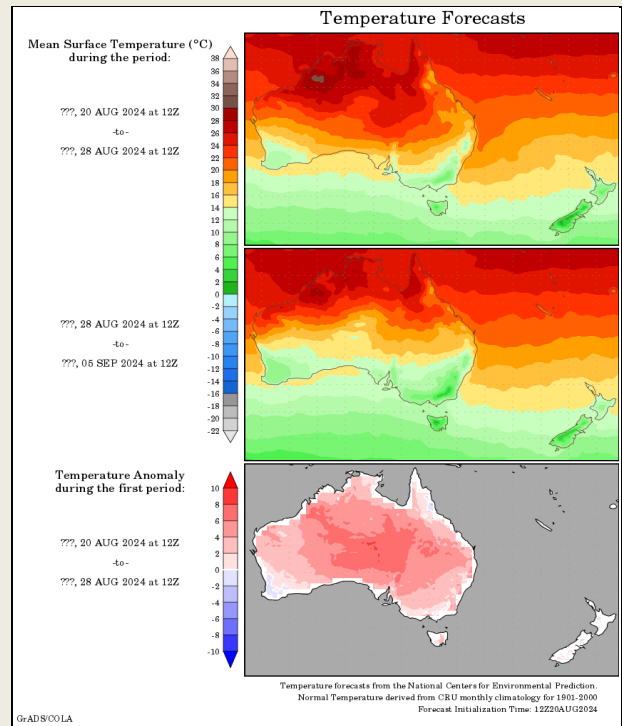 Temperature Forecasts
Mean Surface Temperature (°C)
during the period:
???, 20 AUG 2024 at 12Z
-to-
???, 28 AUG 2024 at 12Z
38
36
34
32
30
28
26
24
22
20
18
16
14
12
10
8
6
4
2
0
-2
-4
-6
-8
-10
-12
-14
-16
-18
-20
-22
???, 28 AUG 2024 at 12Z
-to-
???, 05 SEP 2024 at 12Z
Temperature Anomaly
during the first period:
???, 20 AUG 2024 at 12Z
-to-
???, 28 AUG 2024 at 12Z
10
8
6
4
2
0
-2
-4
-6
-8
-10
Temperature forecasts from the National Centers for Environmental Prediction.
Normal Temperature derived from CRU monthly climatology for 1901-2000
Forecast Initialization Time: 12Z20AUG2024
GrADS/COLA